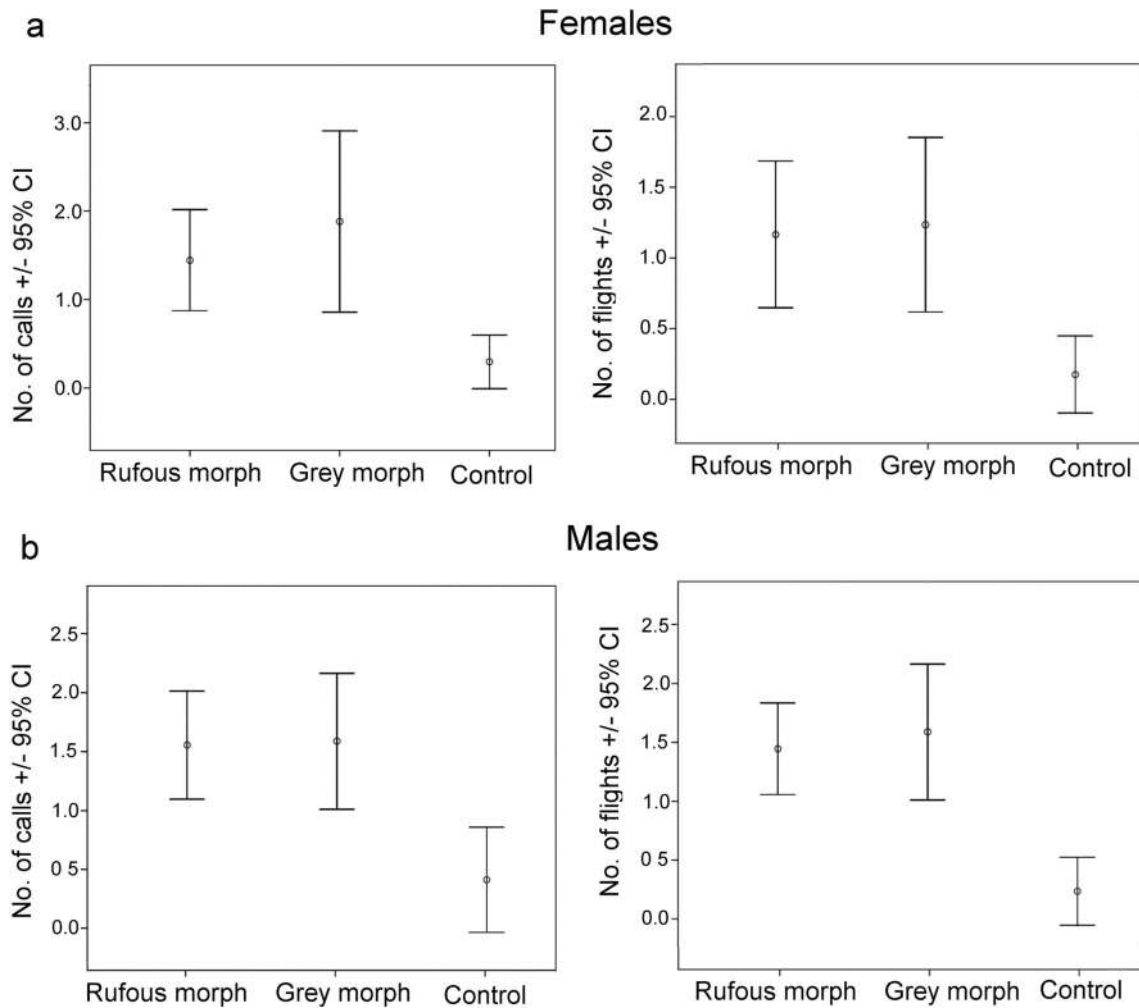 a
Females
No. of calls +/- 95% CI
3.0
2.0
1.0
0.0
Rufous morph Grey morph Control
No. of flights +/- 95% CI
2.0
1.5
1.0
0.5
0.0
Rufous morph Grey morph Control
b
Males
No. of calls +/- 95% CI
2.5
2.0
1.5
1.0
0 5
0.0
Rufous morph Grey morph Control
No. of flights +/- 95% CI
2.5
2.0
1.5
1.0
0 5
0.0
Rufous morph Grey morph Control